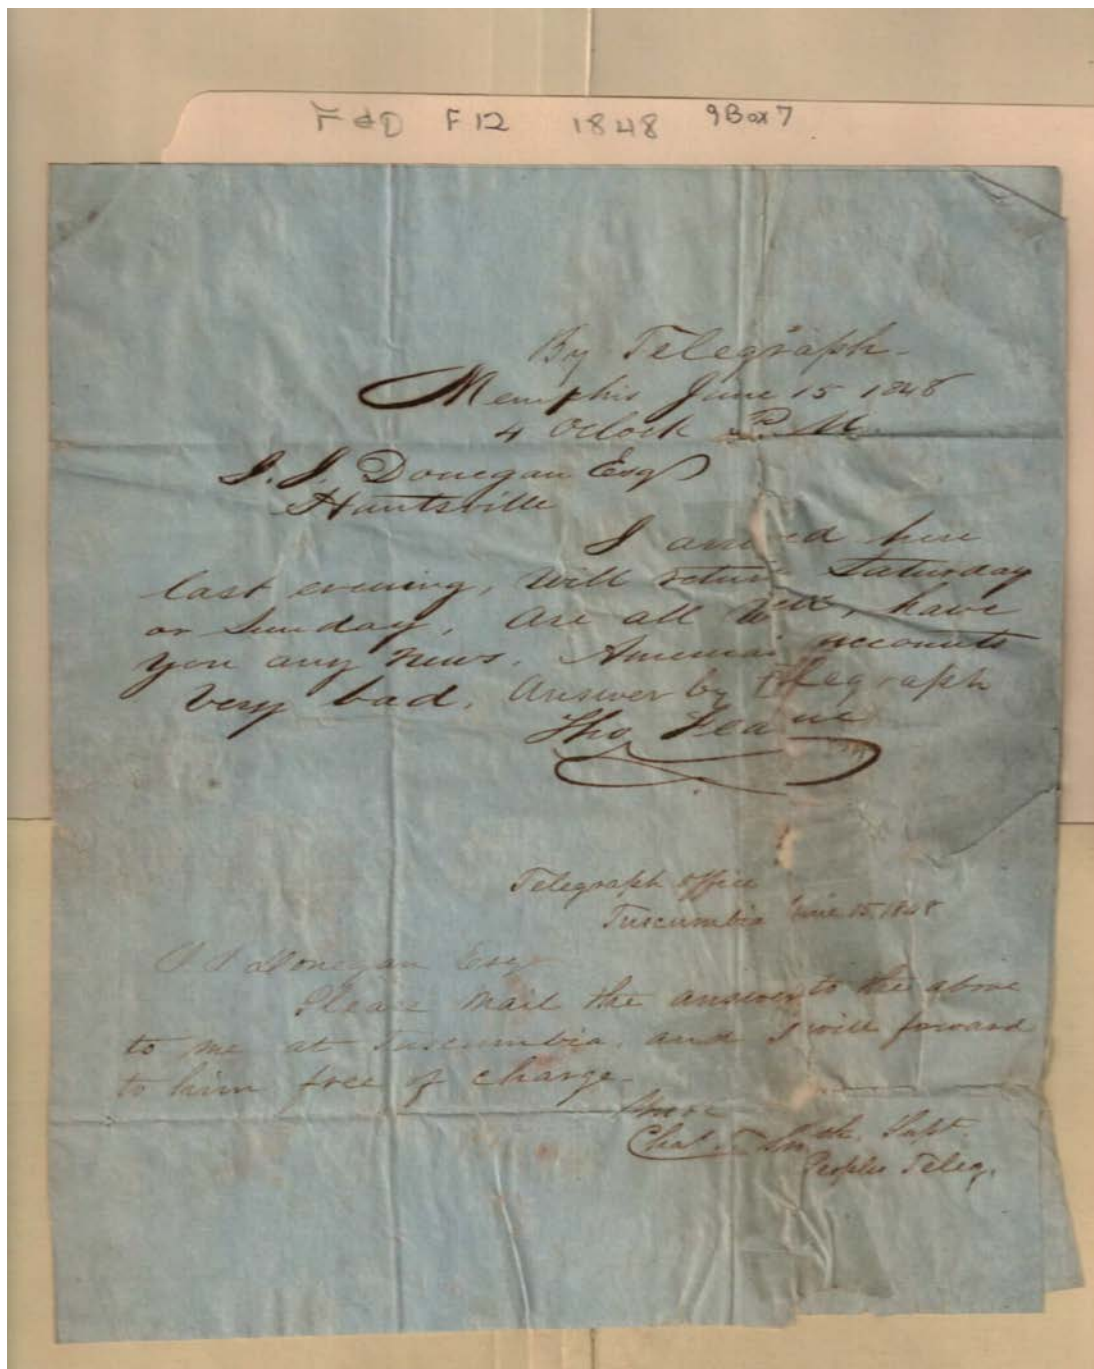 F&D F12 1848 9Box7
By Telegraph-
Memphis June 15 1848
4 Oclock P.M.
J. J. Donegan Esq
Huntsville
I arrived here
last evening, will return Saturday
or Sunday, are all well, have
you any news. accounts
very bad, Answer by telegraph
Tho
Telegraph office
Tuscumbia June 15 1848
J J Donegan Esq
Please mail the answer to the above
to me at Tuscumbia, and I will forward
to him free of charge-
Chas T Smith, Supt.
Peoples Teleg.